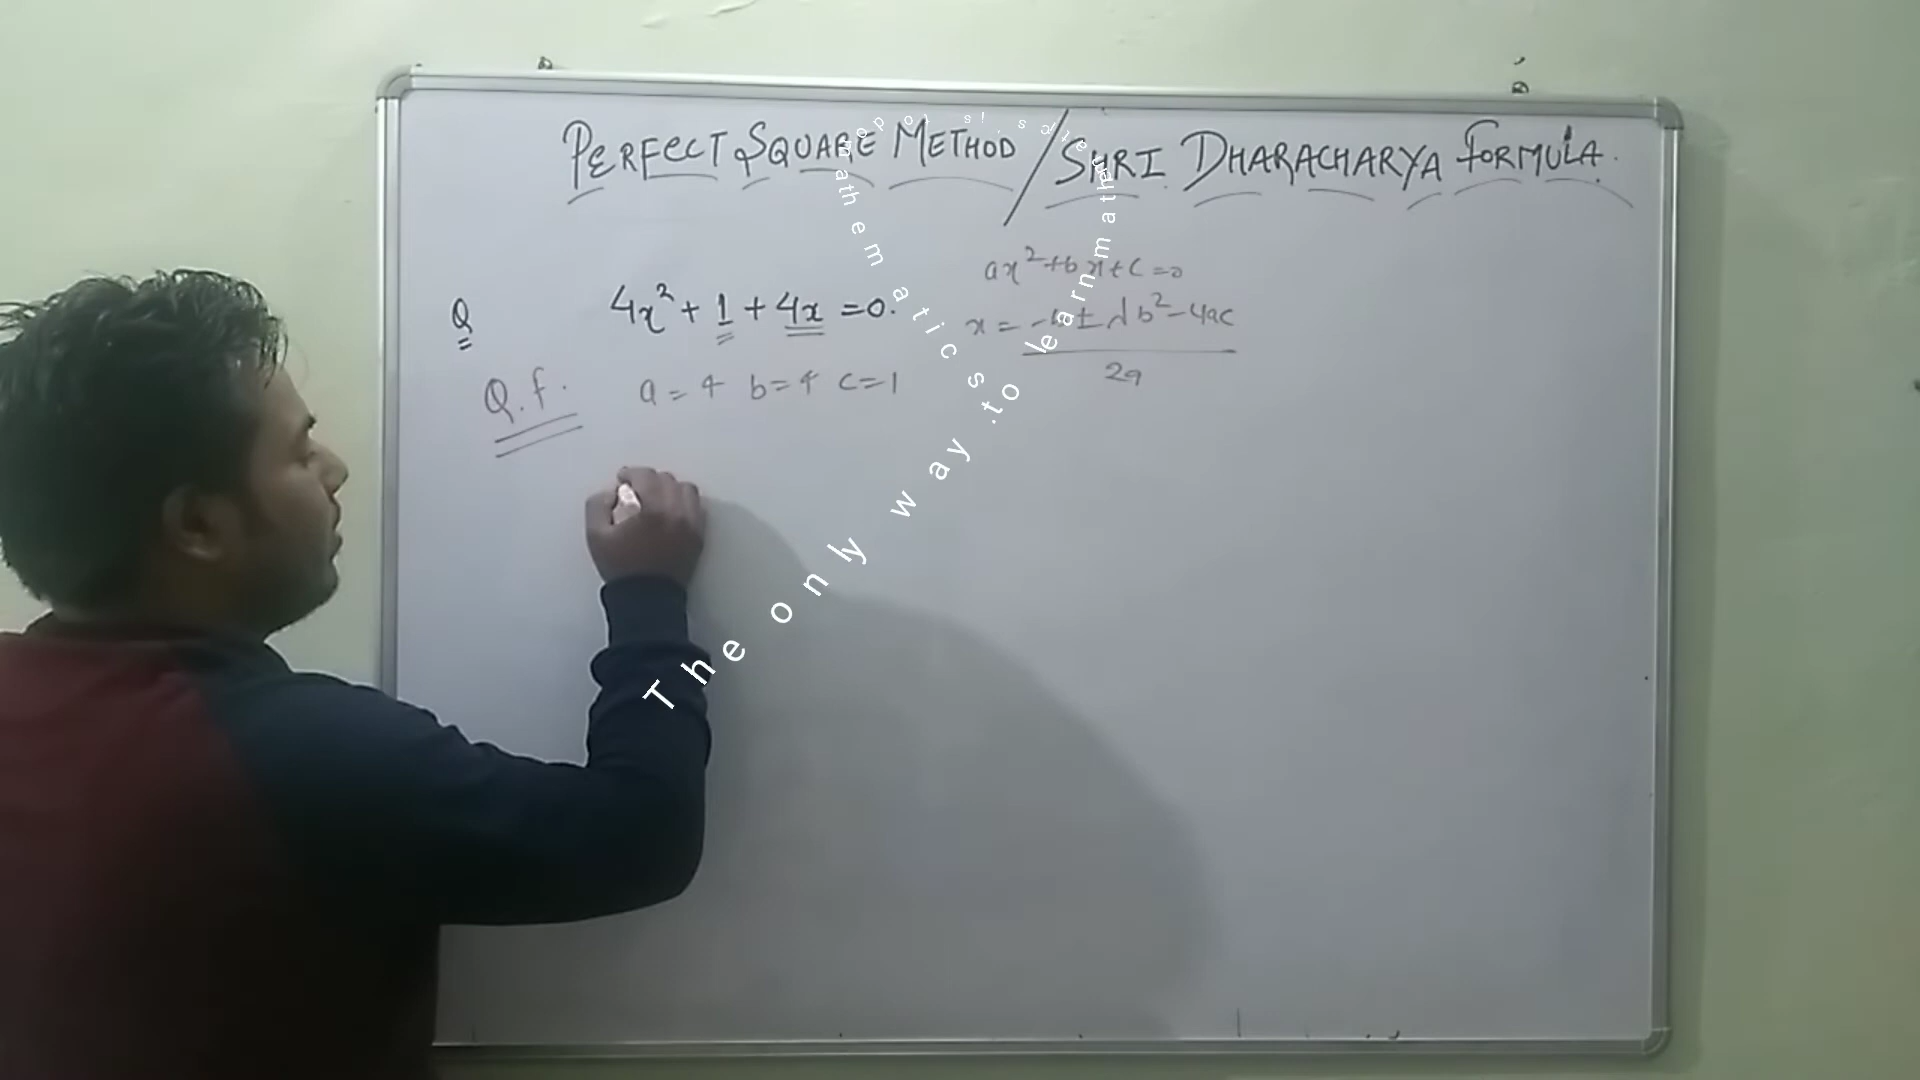 PERFECT SQUARE METHOD / SHRI DHARACHARYA FORMULA.
ax²+bx+c=0
Q 4x² + 1 + 4x = 0.
x = -b ± √b²-4ac
2a
Q.f. a = 4 b = 4 c = 1
The only way .to learn mathematics
mathematics